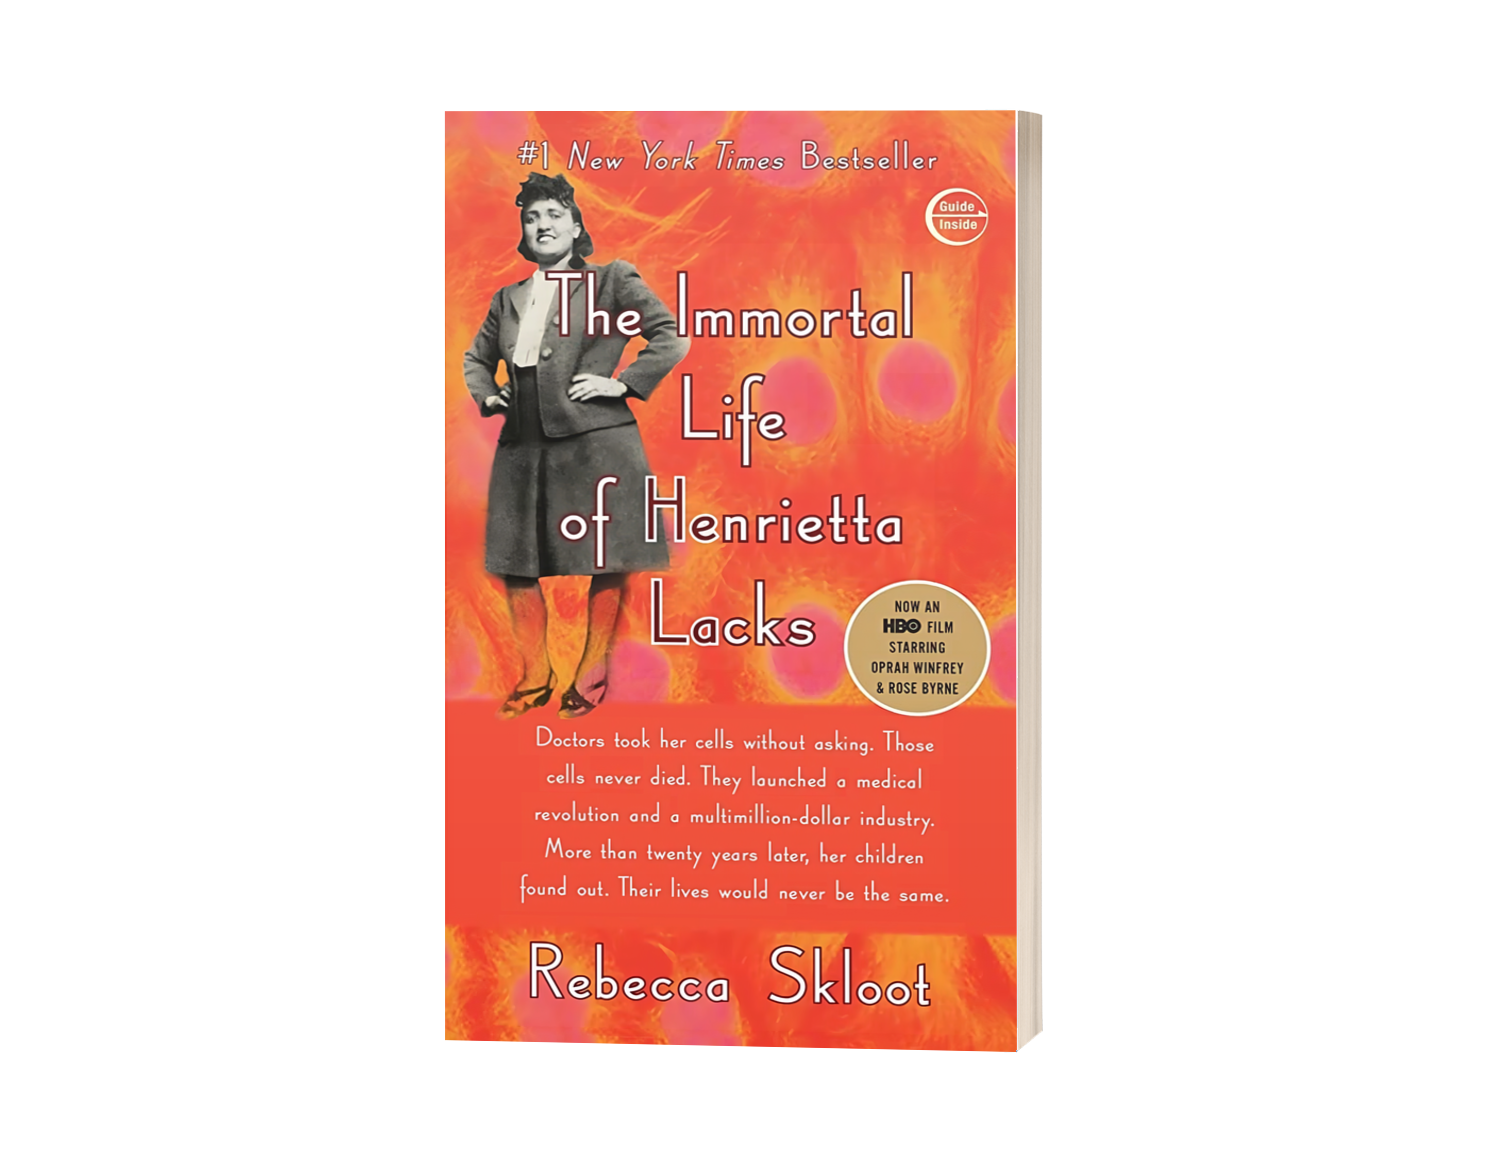 #1 New York Times Bestseller
Guide
Inside
The Immortal
Life
of Henrietta
Lacks
NOW AN
HBO FILM
STARRING
OPRAH WINFREY
& ROSE BYRNE
Doctors took her cells without asking. Those
cells never died. They launched a medical
revolution and a multimillion-dollar industry.
More than twenty years later, her children
found out. Their lives would never be the same.
Rebecca Skloot